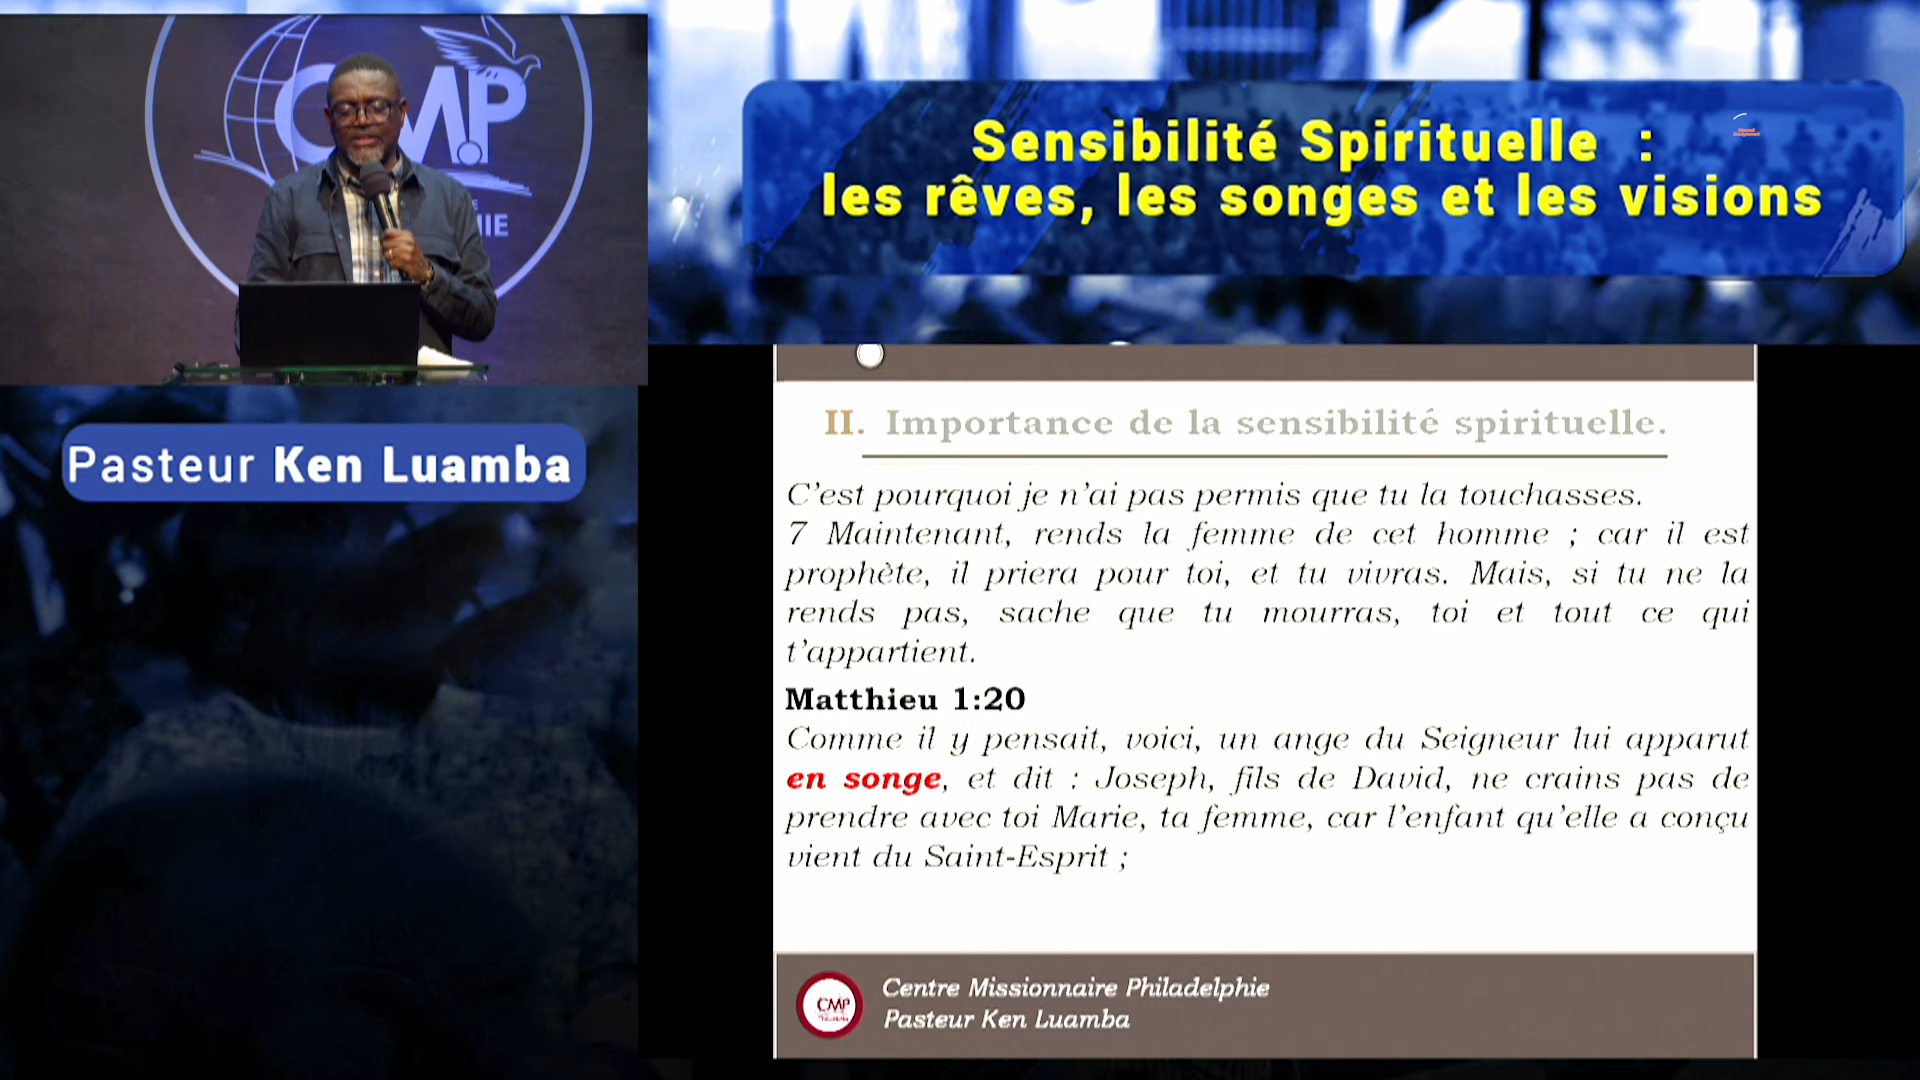 CMP
IE
Sensibilité Spirituelle :
les rêves, les songes et les visions
Pasteur Ken Luamba
II. Importance de la sensibilité spirituelle.
C’est pourquoi je n’ai pas permis que tu la touchasses.
7 Maintenant, rends la femme de cet homme ; car il est
prophète, il priera pour toi, et tu vivras. Mais, si tu ne la
rends pas, sache que tu mourras, toi et tout ce qui
t’appartient.
Matthieu 1:20
Comme il y pensait, voici, un ange du Seigneur lui apparut
en songe, et dit : Joseph, fils de David, ne crains pas de
prendre avec toi Marie, ta femme, car l’enfant qu’elle a conçu
vient du Saint-Esprit ;
CMP
Centre Missionnaire Philadelphie
Pasteur Ken Luamba